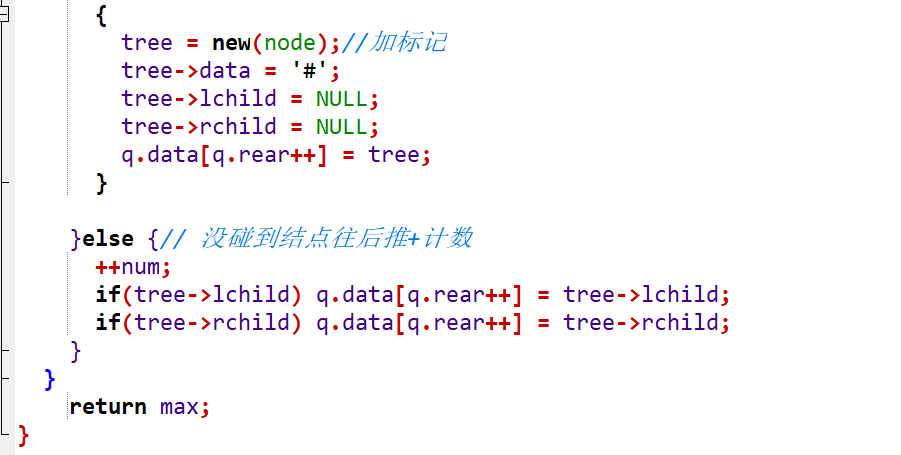 {
tree = new(node);//加标记
tree->data = '#';
tree->lchild = NULL;
tree->rchild = NULL;
q.data[q.rear++] = tree;
}
}else {// 没碰到结点往后推+计数
++num;
if(tree->lchild) q.data[q.rear++] = tree->lchild;
if(tree->rchild) q.data[q.rear++] = tree->rchild;
}
}
return max;
}